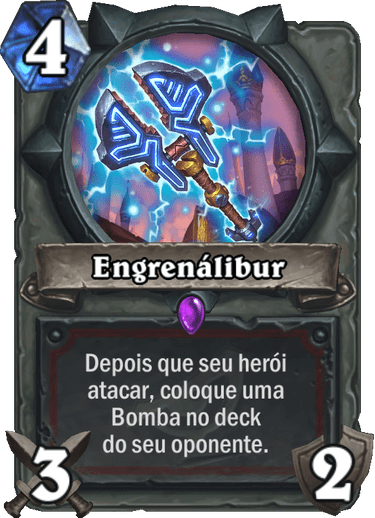 4
Engrenálibur
Depois que seu herói
atacar, coloque uma
Bomba no deck
do seu oponente.
3
2